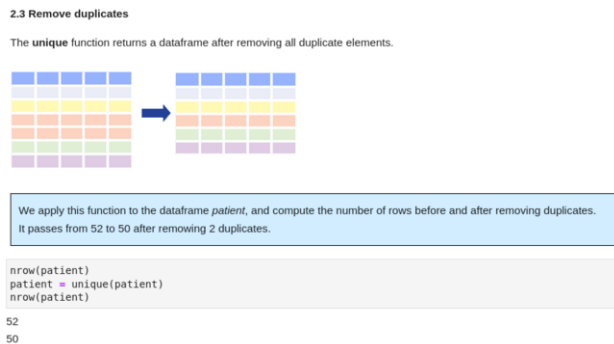 2.3 Remove duplicates
The unique function returns a dataframe after removing all duplicate elements.
We apply this function to the dataframe patient, and compute the number of rows before and after removing duplicates.
It passes from 52 to 50 after remowing 2 duplicates.
nrow(patient)
patient = unique(patient)
nrow(patient)
52
50